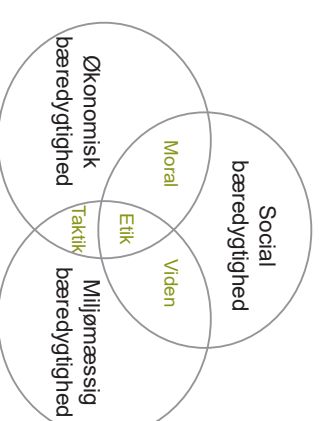 Social
bæredygtighed
Moral
Viden
Etik
Økonomisk
bæredygtighed
Taktik
Miljømæssig
bæredygtighed